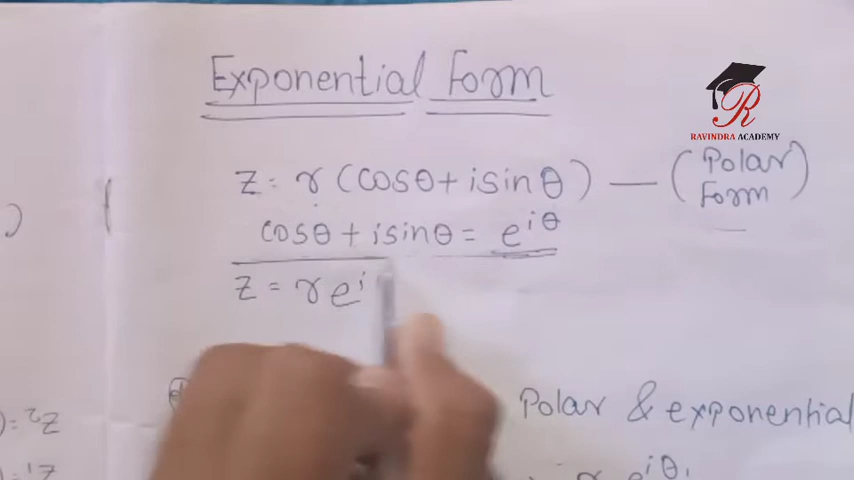 Exponential Form
RAVINDRA ACADEMY
z = r (cosθ + i sinθ) — (Polar Form)
cosθ + i sinθ = e^{iθ}
z = r e^{i
Polar & exponential